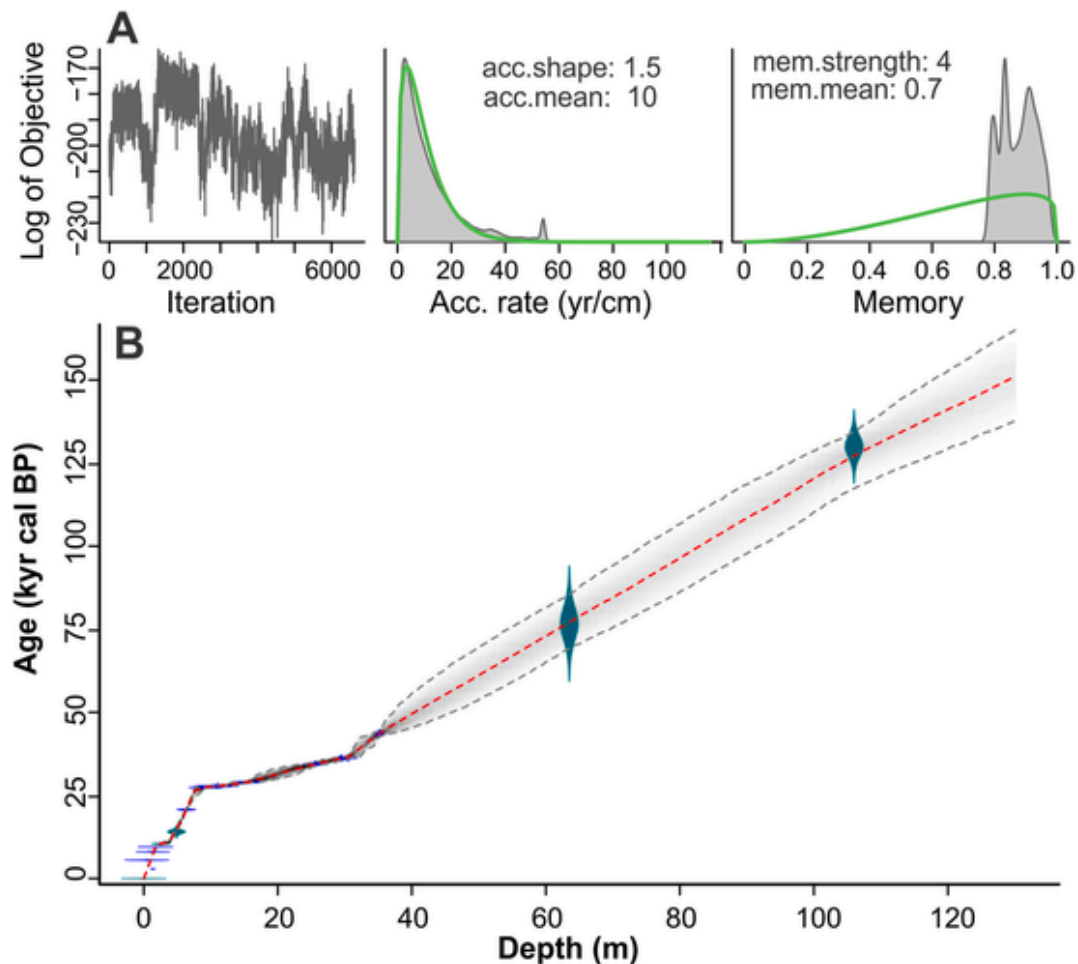 A
Log of Objective
-170
-200
-230
0 2000 6000
Iteration
acc.shape: 1.5
acc.mean: 10
0 20 40 60 80 100
Acc. rate (yr/cm)
mem.strength: 4
mem.mean: 0.7
0 0.2 0.4 0.6 0.8 1.0
Memory
B
Age (kyr cal BP)
150
125
100
75
50
25
0
0 20 40 60 80 100 120
Depth (m)